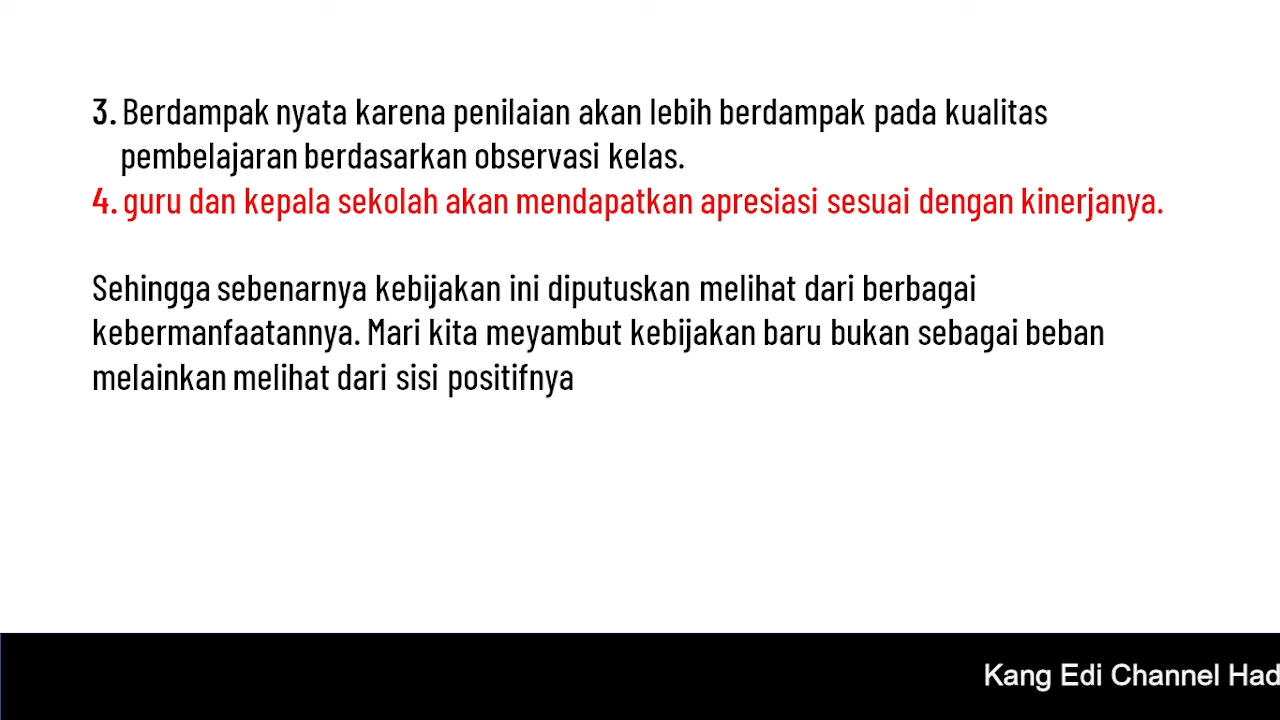 3. Berdampak nyata karena penilaian akan lebih berdampak pada kualitas
pembelajaran berdasarkan observasi kelas.
4. guru dan kepala sekolah akan mendapatkan apresiasi sesuai dengan kinerjanya.
Sehingga sebenarnya kebijakan ini diputuskan melihat dari berbagai
kebermanfaatannya. Mari kita meyambut kebijakan baru bukan sebagai beban
melainkan melihat dari sisi positifnya
Kang Edi Channel Had